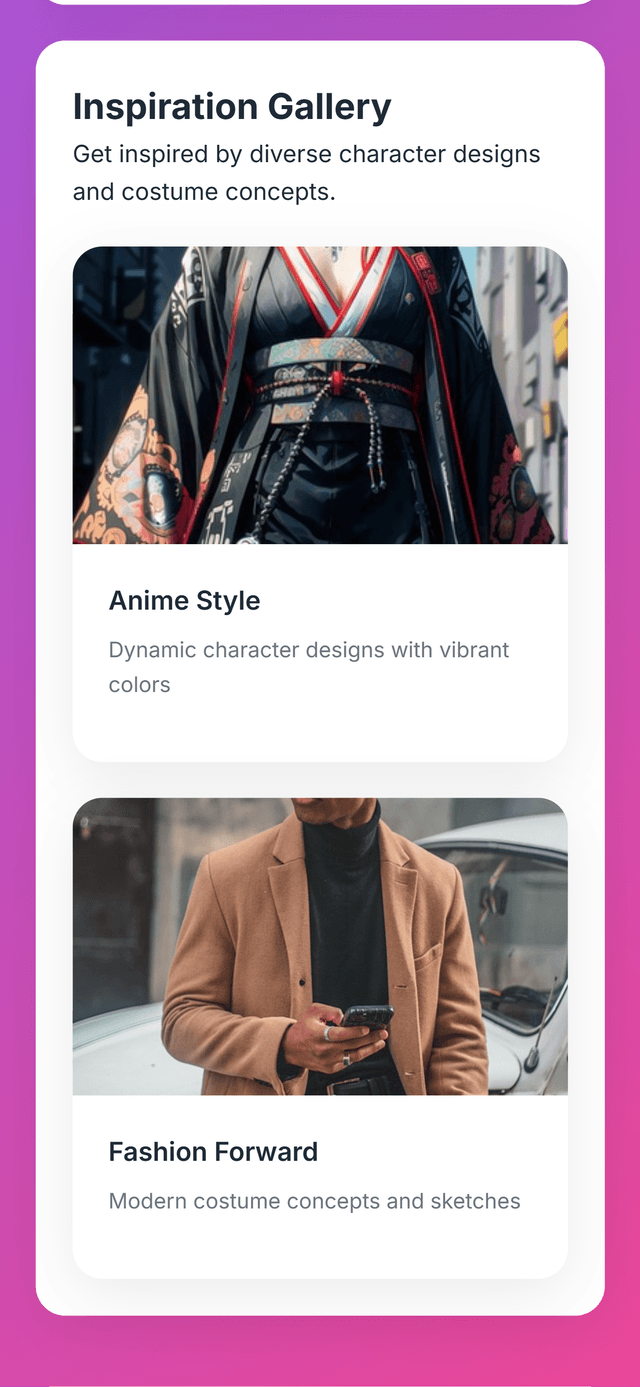 Inspiration Gallery
Get inspired by diverse character designs
and costume concepts.
Anime Style
Dynamic character designs with vibrant
colors
Fashion Forward
Modern costume concepts and sketches